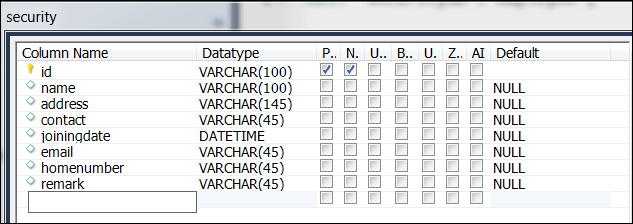 security
Column Name Datatype P.. N. U.. B.. U. Z.. AI Default
id VARCHAR(100)
name VARCHAR(100) NULL
address VARCHAR(145) NULL
contact VARCHAR(45) NULL
joiningdate DATETIME NULL
email VARCHAR(45) NULL
homenumber VARCHAR(45) NULL
remark VARCHAR(45) NULL